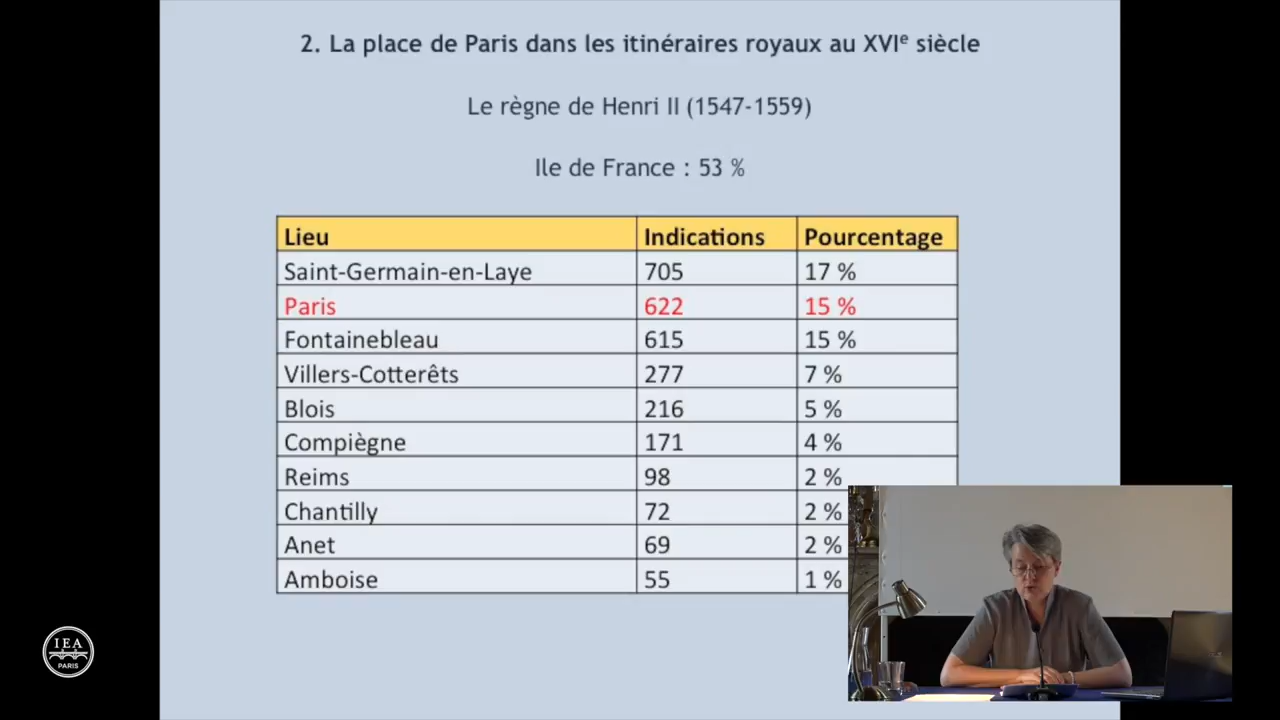 2. La place de Paris dans les itinéraires royaux au XVIe siècle
Le règne de Henri II (1547-1559)
Ile de France : 53 %
Lieu Indications Pourcentage
Saint-Germain-en-Laye 705 17 %
Paris 622 15 %
Fontainebleau 615 15 %
Villers-Cotterêts 277 7 %
Blois 216 5 %
Compiègne 171 4 %
Reims 98 2 %
Chantilly 72 2 %
Anet 69 2 %
Amboise 55 1 %
IEA
PARIS